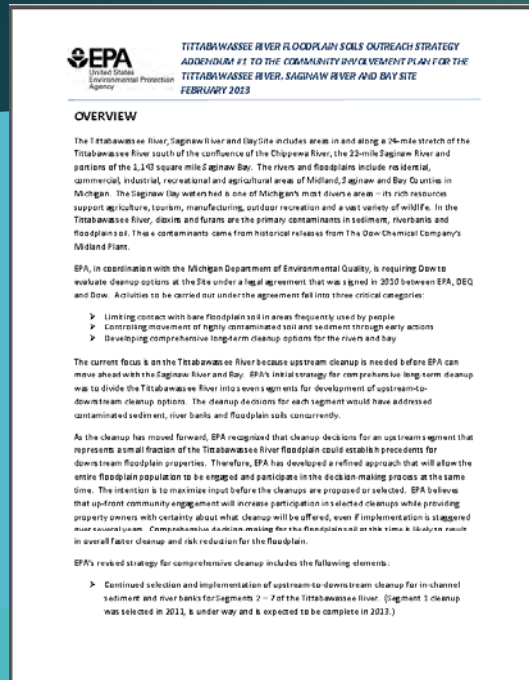 EPA
United States
Environmental Protection
Agency
TITTABAWASSEE RIVER FLOODPLAIN SOILS OUTREACH STRATEGY
ADDENDUM #1 TO THE COMMUNITY INVOLVEMENT PLAN FOR THE
TITTABAWASSEE RIVER, SAGINAW RIVER AND BAY SITE
FEBRUARY 2013
OVERVIEW
The Tittabawassee River, Saginaw River and Bay Site includes areas in and along a 24-mile stretch of the
Tittabawassee River south of the confluence of the Chippewa River, the 22-mile Saginaw River and
portions of the 1,143 square mile Saginaw Bay. The rivers and floodplains include residential,
commercial, industrial, recreational and agricultural areas of Midland, Saginaw and Bay Counties in
Michigan. The Saginaw Bay watershed is one of Michigan's most diverse areas – its rich resources
support agriculture, tourism, manufacturing, outdoor recreation and a vast variety of wildlife. In the
Tittabawassee River, dioxins and furans are the primary contaminants in sediment, riverbanks and
floodplain soil. These contaminants came from historical releases from The Dow Chemical Company's
Midland Plant.
EPA, in coordination with the Michigan Department of Environmental Quality, is requiring Dow to
evaluate cleanup options at the Site under a legal agreement that was signed in 2010 between EPA, DEQ
and Dow. Activities to be carried out under the agreement fall into three critical categories:
➢ Limiting contact with bare floodplain soil in areas frequently used by people
➢ Controlling movement of highly contaminated soil and sediment through early actions
➢ Developing comprehensive long-term cleanup options for the rivers and bay
The current focus is on the Tittabawassee River because upstream cleanup is needed before EPA can
move ahead with the Saginaw River and Bay. EPA's initial strategy for comprehensive long-term cleanup
was to divide the Tittabawassee River into seven segments for development of upstream-to-
downstream cleanup options. The cleanup decisions for each segment would have addressed
contaminated sediment, river banks and floodplain soils concurrently.
As the cleanup has moved forward, EPA recognized that cleanup decisions for an upstream segment that
represents a small fraction of the Tittabawassee River floodplain could establish precedents for
downstream floodplain properties. Therefore, EPA has developed a refined approach that will allow the
entire floodplain population to be engaged and participate in the decision-making process at the same
time. The intention is to maximize input before the cleanups are proposed or selected. EPA believes
that up-front community engagement will increase participation in selected cleanups while providing
property owners with certainty about what cleanup will be offered, even if implementation is staggered
over several years. Comprehensive decision-making for the floodplain soil at this time is likely to result
in overall faster cleanup and risk reduction for the floodplain.
EPA's revised strategy for comprehensive cleanup includes the following elements:
➢ Continued selection and implementation of upstream-to-downstream cleanup for in-channel
sediment and river banks for Segments 2 – 7 of the Tittabawassee River. (Segment 1 cleanup
was selected in 2011, is under way and is expected to be complete in 2013.)